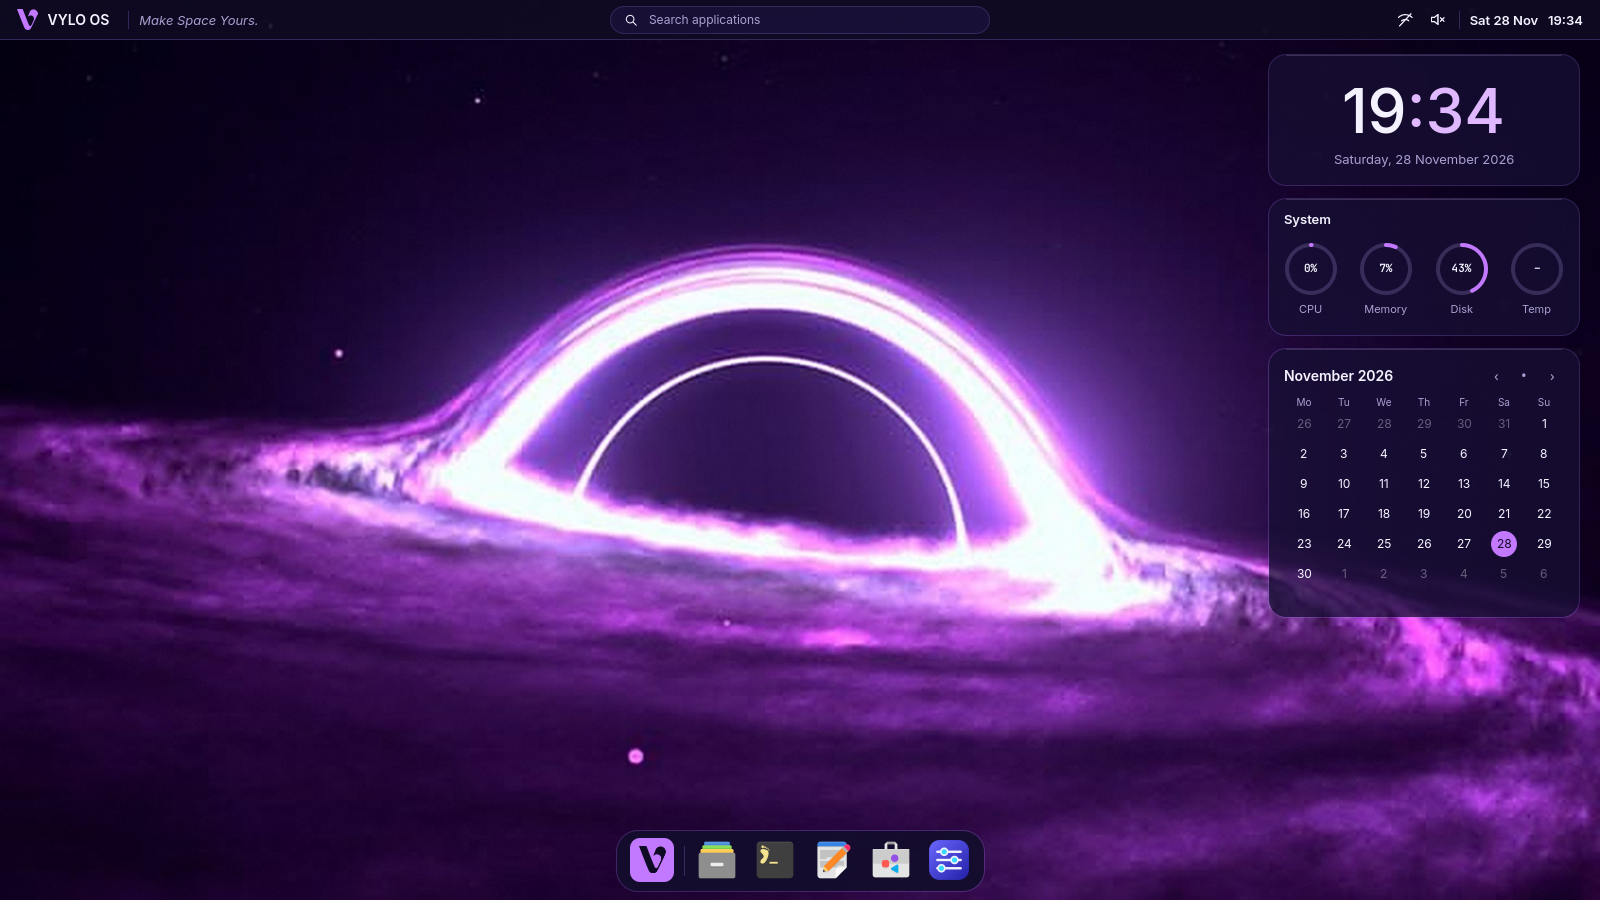 VYLO OS
Make Space Yours.
Search applications
Sat 28 Nov 19:34
19:34
Saturday, 28 November 2026
System
0% 7% 43% –
CPU Memory Disk Temp
November 2026 ‹ • ›
Mo Tu We Th Fr Sa Su
26 27 28 29 30 31 1
2 3 4 5 6 7 8
9 10 11 12 13 14 15
16 17 18 19 20 21 22
23 24 25 26 27 28 29
30 1 2 3 4 5 6